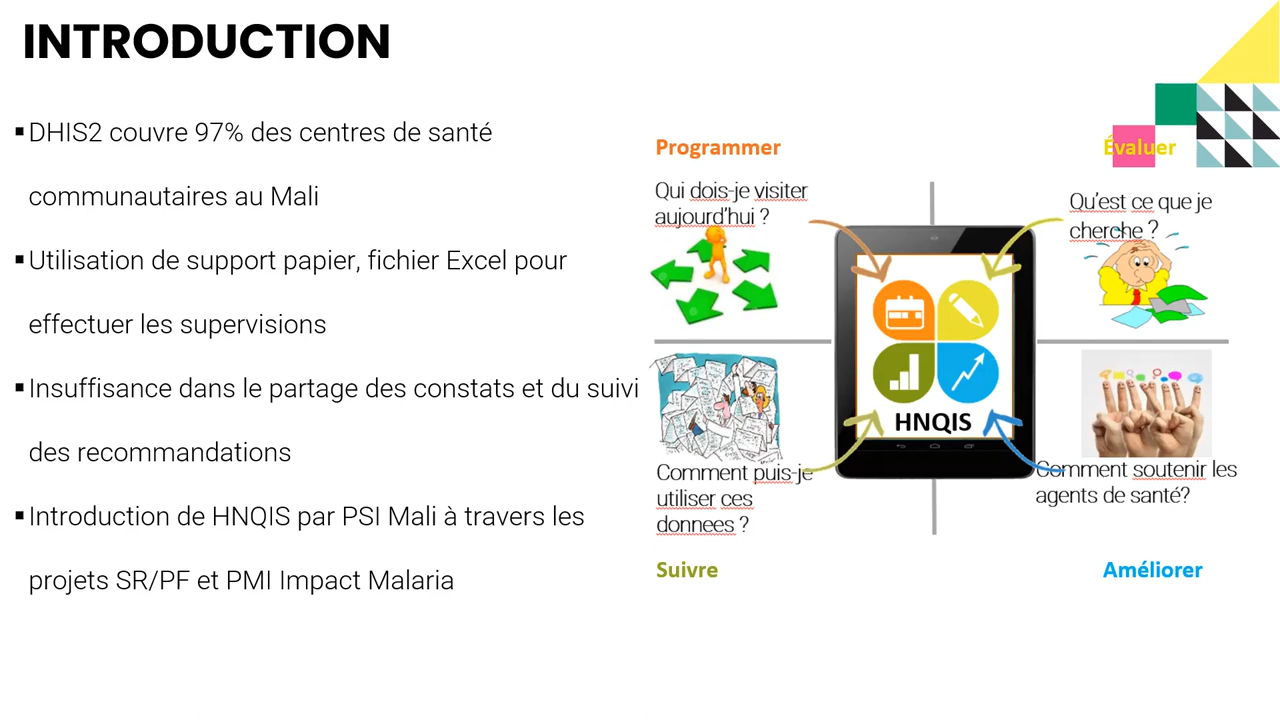 INTRODUCTION
▪DHIS2 couvre 97% des centres de santé
communautaires au Mali
▪Utilisation de support papier, fichier Excel pour
effectuer les supervisions
▪Insuffisance dans le partage des constats et du suivi
des recommandations
▪Introduction de HNQIS par PSI Mali à travers les
projets SR/PF et PMI Impact Malaria
Programmer
Qui dois-je visiter
aujourd'hui ?
Évaluer
Qu'est ce que je
cherche ?
HNQIS
Comment puis-je
utiliser ces
donnees ?
Suivre
Comment soutenir les
agents de santé?
Améliorer